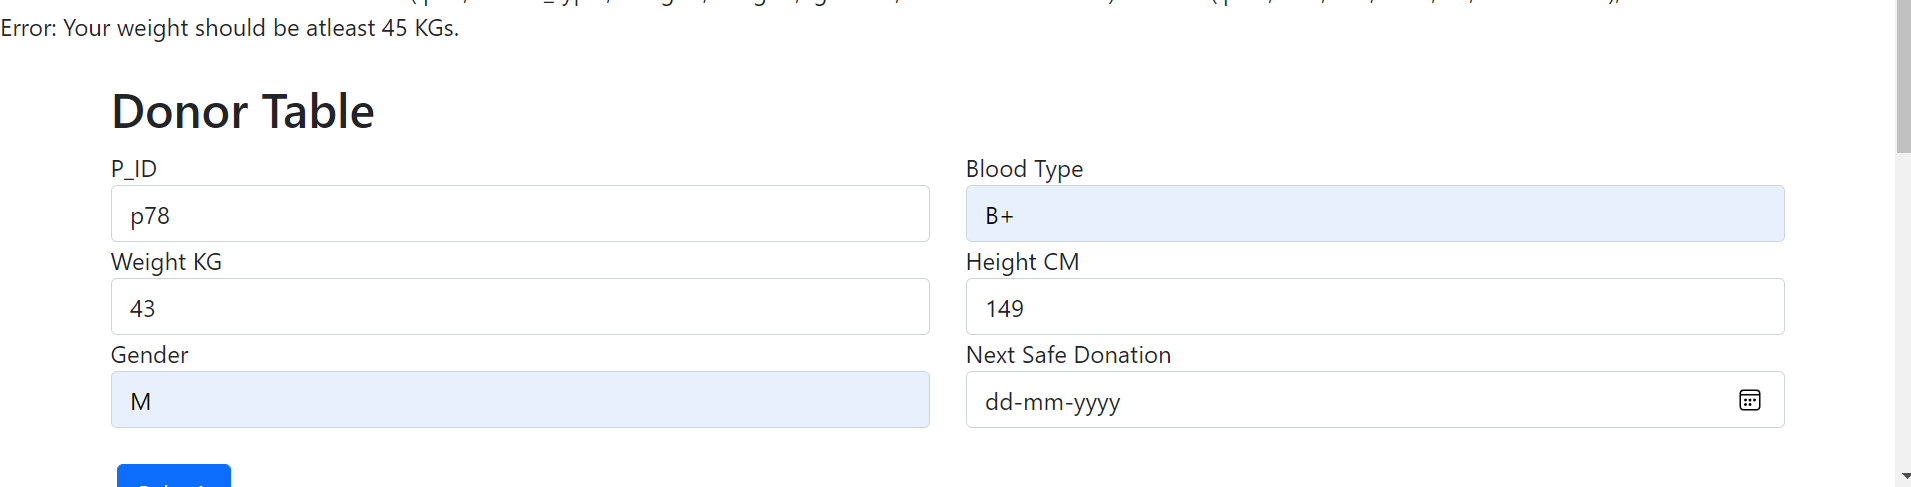 Error: Your weight should be atleast 45 KGs.
Donor Table
P_ID
Blood Type
p78
B+
Weight KG
Height CM
43
149
Gender
Next Safe Donation
M
dd-mm-yyyy